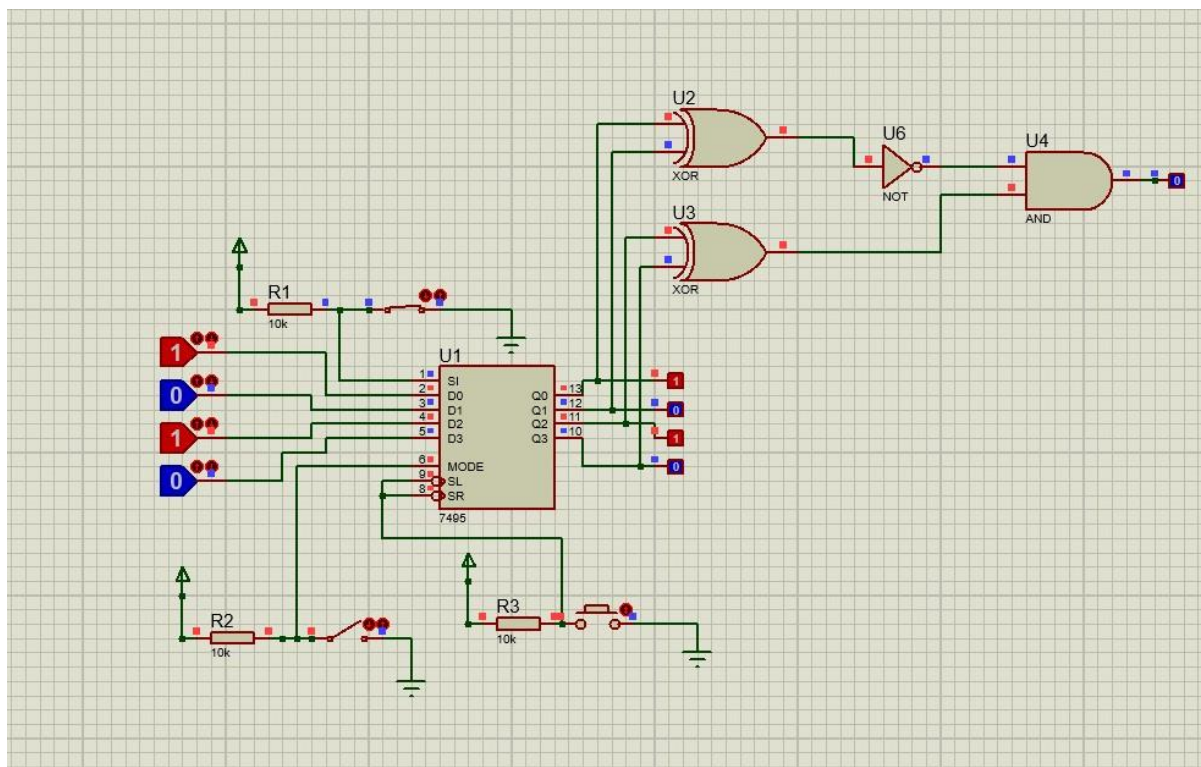 U2
XOR
U6
NOT
U4
AND
0
U3
XOR
R1
10k
1
0
1
0
U1
1 SI
2 D0
3 D1
4 D2
5 D3
6 MODE
9 SL
8 SR
Q0 13
Q1 12
Q2 11
Q3 10
7495
1
0
1
0
R2
10k
R3
10k